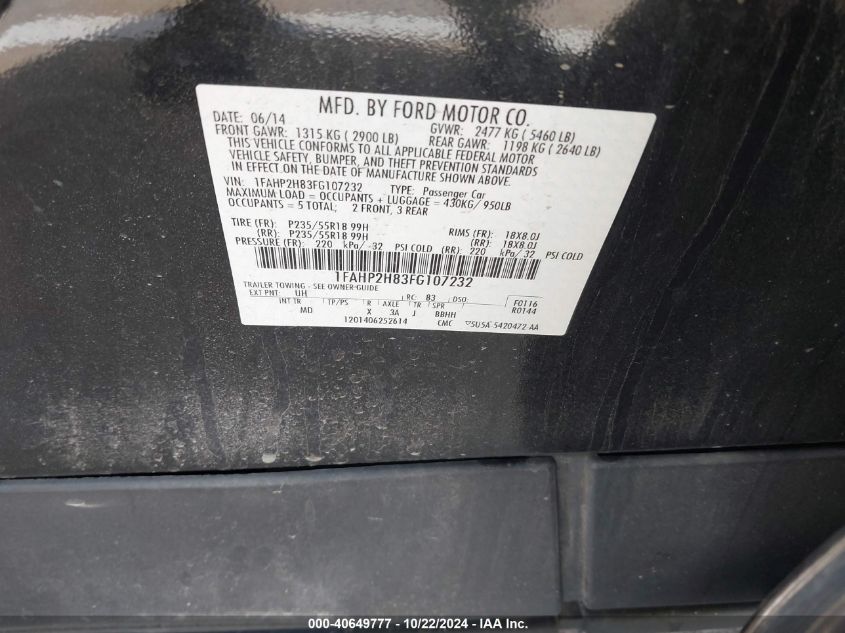 MFD. BY FORD MOTOR CO.
DATE: 06/14 GVWR: 2477 KG ( 5460 LB)
FRONT GAWR: 1315 KG ( 2900 LB) REAR GAWR: 1198 KG ( 2640 LB)
THIS VEHICLE CONFORMS TO ALL APPLICABLE FEDERAL MOTOR
VEHICLE SAFETY, BUMPER, AND THEFT PREVENTION STANDARDS
IN EFFECT ON THE DATE OF MANUFACTURE SHOWN ABOVE.
VIN: 1FAHP2H83FG107232 TYPE: Passenger Car
MAXIMUM LOAD = OCCUPANTS + LUGGAGE = 430KG/ 950LB
OCCUPANTS = 5 TOTAL: 2 FRONT, 3 REAR
TIRE (FR): P235/55R18 99H RIMS (FR): 18X8.0J
(RR): P235/55R18 99H (RR): 18X8.0J
PRESSURE (FR): 220 kPa/ 32 PSI COLD (RR): 220 kPa/ 32 PSI COLD
1FAHP2H83FG107232
TRAILER TOWING - SEE OWNER-GUIDE
EXT PNT: UH RC: 83 DSO: F0116
INT TR TP/PS R AXLE TR SPR R0144
MD X 3A J BBHH
1201406252614 CMC 5U5A 5420472 AA
000-40649777 - 10/22/2024 - IAA Inc.